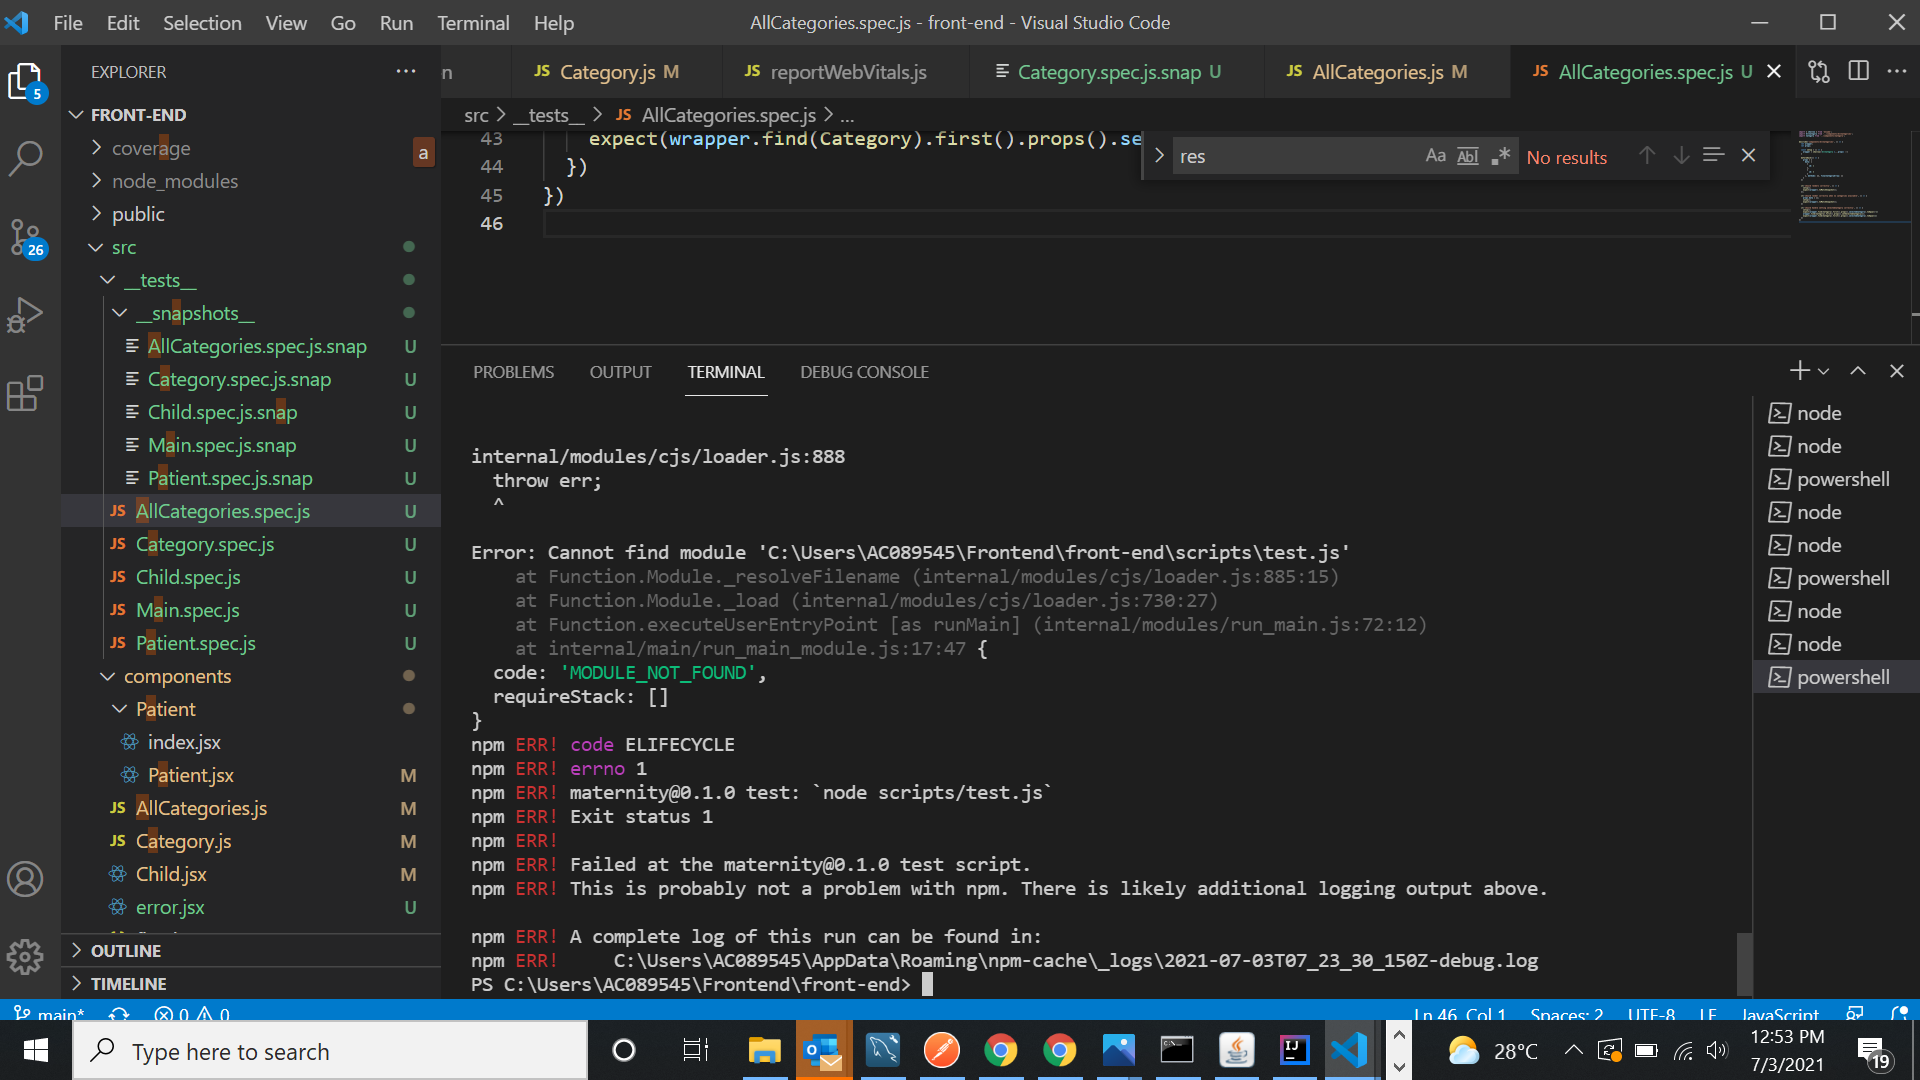 File Edit Selection View Go Run Terminal Help
AllCategories.spec.js - front-end - Visual Studio Code
EXPLORER
n
JS Category.js M
JS reportWebVitals.js
Category.spec.js.snap U
JS AllCategories.js M
JS AllCategories.spec.js U
5
FRONT-END
src > __tests__ > JS AllCategories.spec.js > ...
coverage
a
node_modules
public
src
__tests__
__snapshots__
AllCategories.spec.js.snap U
Category.spec.js.snap U
Child.spec.js.snap U
Main.spec.js.snap U
Patient.spec.js.snap U
JS AllCategories.spec.js U
JS Category.spec.js U
JS Child.spec.js U
JS Main.spec.js U
JS Patient.spec.js U
components
Patient
index.jsx
Patient.jsx M
JS AllCategories.js M
JS Category.js M
Child.jsx M
error.jsx U
OUTLINE
TIMELINE
26
43 expect(wrapper.find(Category).first().props().se
44 })
45 })
46
res
Aa Abl .*
No results
PROBLEMS OUTPUT TERMINAL DEBUG CONSOLE
internal/modules/cjs/loader.js:888
throw err;
^
Error: Cannot find module 'C:\Users\AC089545\Frontend\front-end\scripts\test.js'
at Function.Module._resolveFilename (internal/modules/cjs/loader.js:885:15)
at Function.Module._load (internal/modules/cjs/loader.js:730:27)
at Function.executeUserEntryPoint [as runMain] (internal/modules/run_main.js:72:12)
at internal/main/run_main_module.js:17:47 {
code: 'MODULE_NOT_FOUND',
requireStack: []
}
npm ERR! code ELIFECYCLE
npm ERR! errno 1
npm ERR! maternity@0.1.0 test: `node scripts/test.js`
npm ERR! Exit status 1
npm ERR!
npm ERR! Failed at the maternity@0.1.0 test script.
npm ERR! This is probably not a problem with npm. There is likely additional logging output above.
npm ERR! A complete log of this run can be found in:
npm ERR! C:\Users\AC089545\AppData\Roaming\npm-cache\_logs\2021-07-03T07_23_30_150Z-debug.log
PS C:\Users\AC089545\Frontend\front-end>
node
node
powershell
node
node
powershell
node
node
powershell
main* 0 0
Ln 46, Col 1 Spaces: 2 UTF-8 LF JavaScript
Type here to search
IJ
28°C
12:53 PM
7/3/2021
19